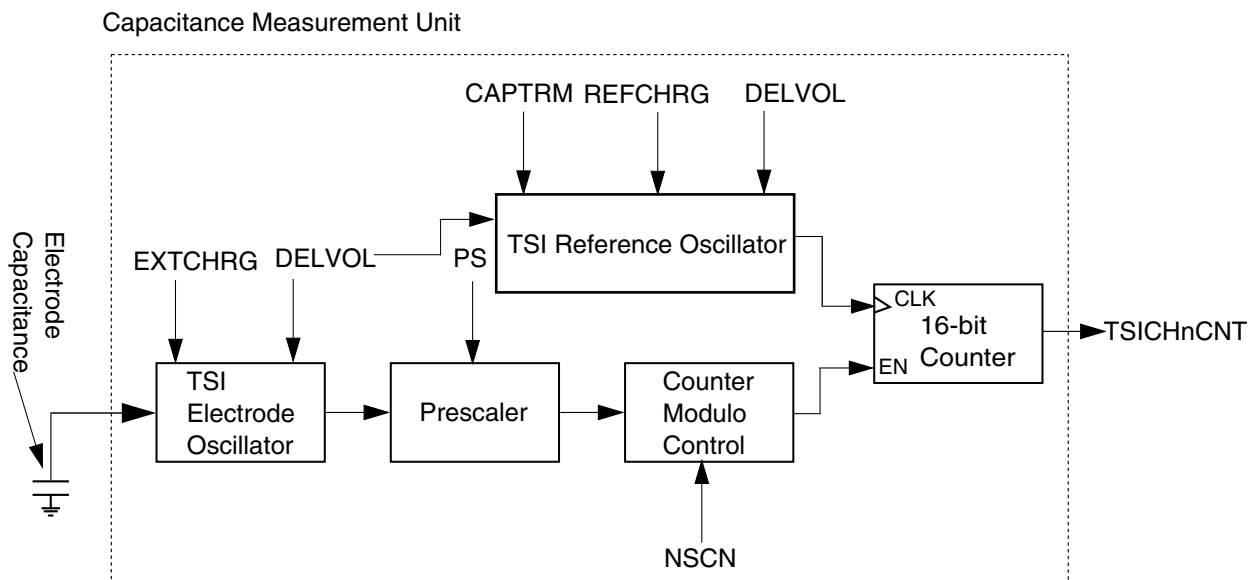 Capacitance Measurement Unit
CAPTRM REFCHRG DELVOL
TSI Reference Oscillator
Electrode
Capacitance
EXTCHRG DELVOL PS
CLK
16-bit
Counter
EN
TSICHnCNT
TSI
Electrode
Oscillator
Prescaler
Counter
Modulo
Control
NSCN